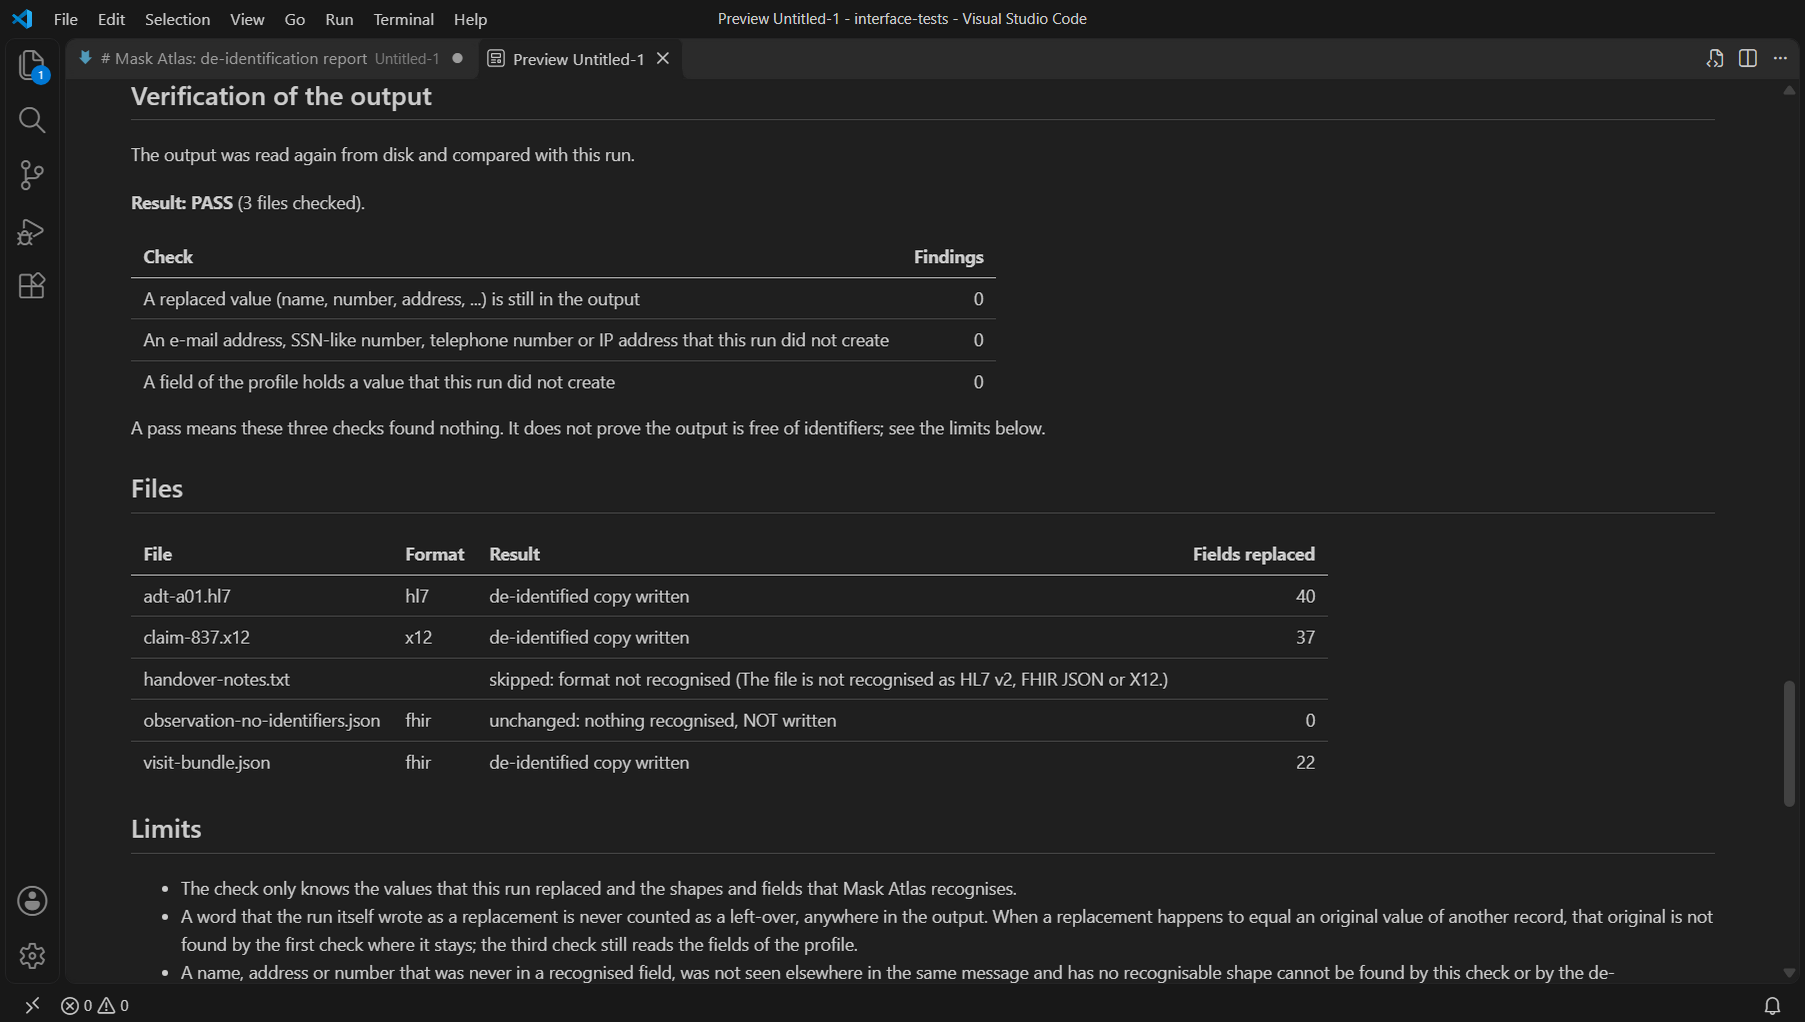 File Edit Selection View Go Run Terminal Help
Preview Untitled-1 - interface-tests - Visual Studio Code
1
# Mask Atlas: de-identification report Untitled-1
Preview Untitled-1
Verification of the output
The output was read again from disk and compared with this run.
Result: PASS (3 files checked).
Check Findings
A replaced value (name, number, address, ...) is still in the output 0
An e-mail address, SSN-like number, telephone number or IP address that this run did not create 0
A field of the profile holds a value that this run did not create 0
A pass means these three checks found nothing. It does not prove the output is free of identifiers; see the limits below.
Files
File Format Result Fields replaced
adt-a01.hl7 hl7 de-identified copy written 40
claim-837.x12 x12 de-identified copy written 37
handover-notes.txt skipped: format not recognised (The file is not recognised as HL7 v2, FHIR JSON or X12.)
observation-no-identifiers.json fhir unchanged: nothing recognised, NOT written 0
visit-bundle.json fhir de-identified copy written 22
Limits
• The check only knows the values that this run replaced and the shapes and fields that Mask Atlas recognises.
• A word that the run itself wrote as a replacement is never counted as a left-over, anywhere in the output. When a replacement happens to equal an original value of another record, that original is not
found by the first check where it stays; the third check still reads the fields of the profile.
• A name, address or number that was never in a recognised field, was not seen elsewhere in the same message and has no recognisable shape cannot be found by this check or by the de-
0 0